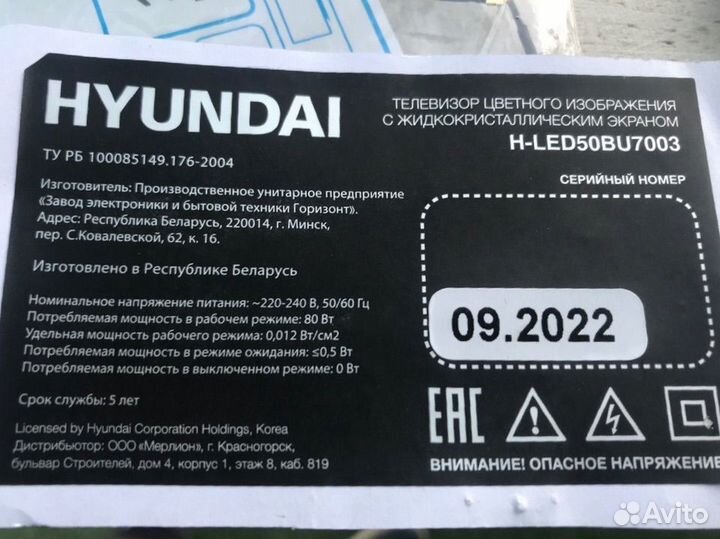 HYUNDAI
ТЕЛЕВИЗОР ЦВЕТНОГО ИЗОБРАЖЕНИЯ
С ЖИДКОКРИСТАЛЛИЧЕСКИМ ЭКРАНОМ
H-LED50BU7003
ТУ РБ 100085149.176-2004
СЕРИЙНЫЙ НОМЕР
Изготовитель: Производственное унитарное предприятие
«Завод электроники и бытовой техники Горизонт».
Адрес: Республика Беларусь, 220014, г. Минск,
пер. С.Ковалевской, 62, к. 16.
Изготовлено в Республике Беларусь
Номинальное напряжение питания: ~220-240 В, 50/60 Гц
Потребляемая мощность в рабочем режиме: 80 Вт
Удельная мощность рабочего режима: 0,012 Вт/см2
Потребляемая мощность в режиме ожидания: ≤0,5 Вт
Потребляемая мощность в выключенном режиме: 0 Вт
09.2022
Срок службы: 5 лет
Licensed by Hyundai Corporation Holdings, Korea
Дистрибьютор: ООО «Мерлион», г. Красногорск,
бульвар Строителей, дом 4, корпус 1, этаж 8, каб. 819
EAC
ВНИМАНИЕ! ОПАСНОЕ НАПРЯЖЕНИЕ
Avito